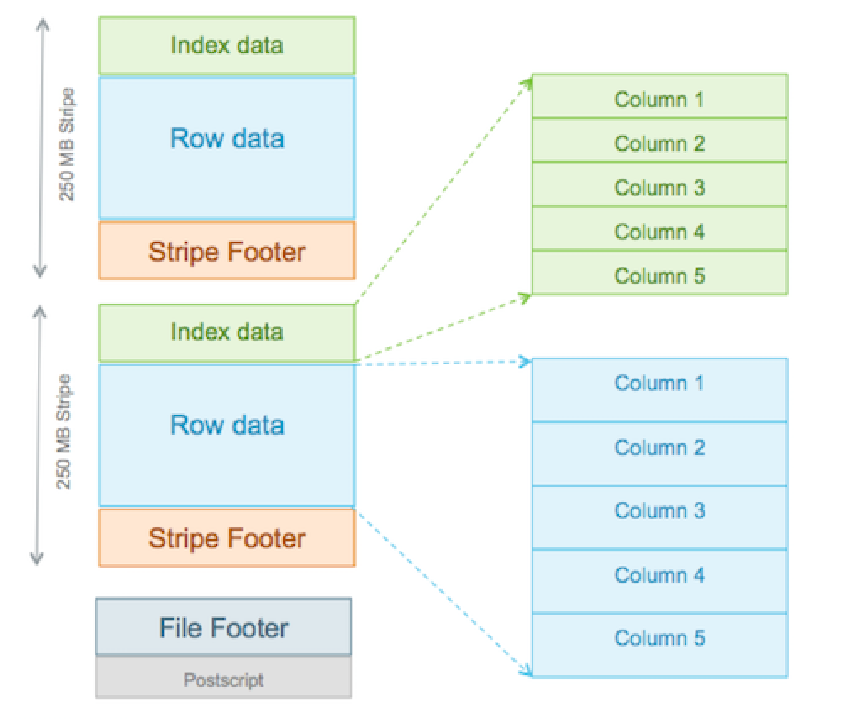 250 MB Stripe
Index data
Row data
Stripe Footer
250 MB Stripe
Index data
Row data
Stripe Footer
File Footer
Postscript
Column 1
Column 2
Column 3
Column 4
Column 5
Column 1
Column 2
Column 3
Column 4
Column 5